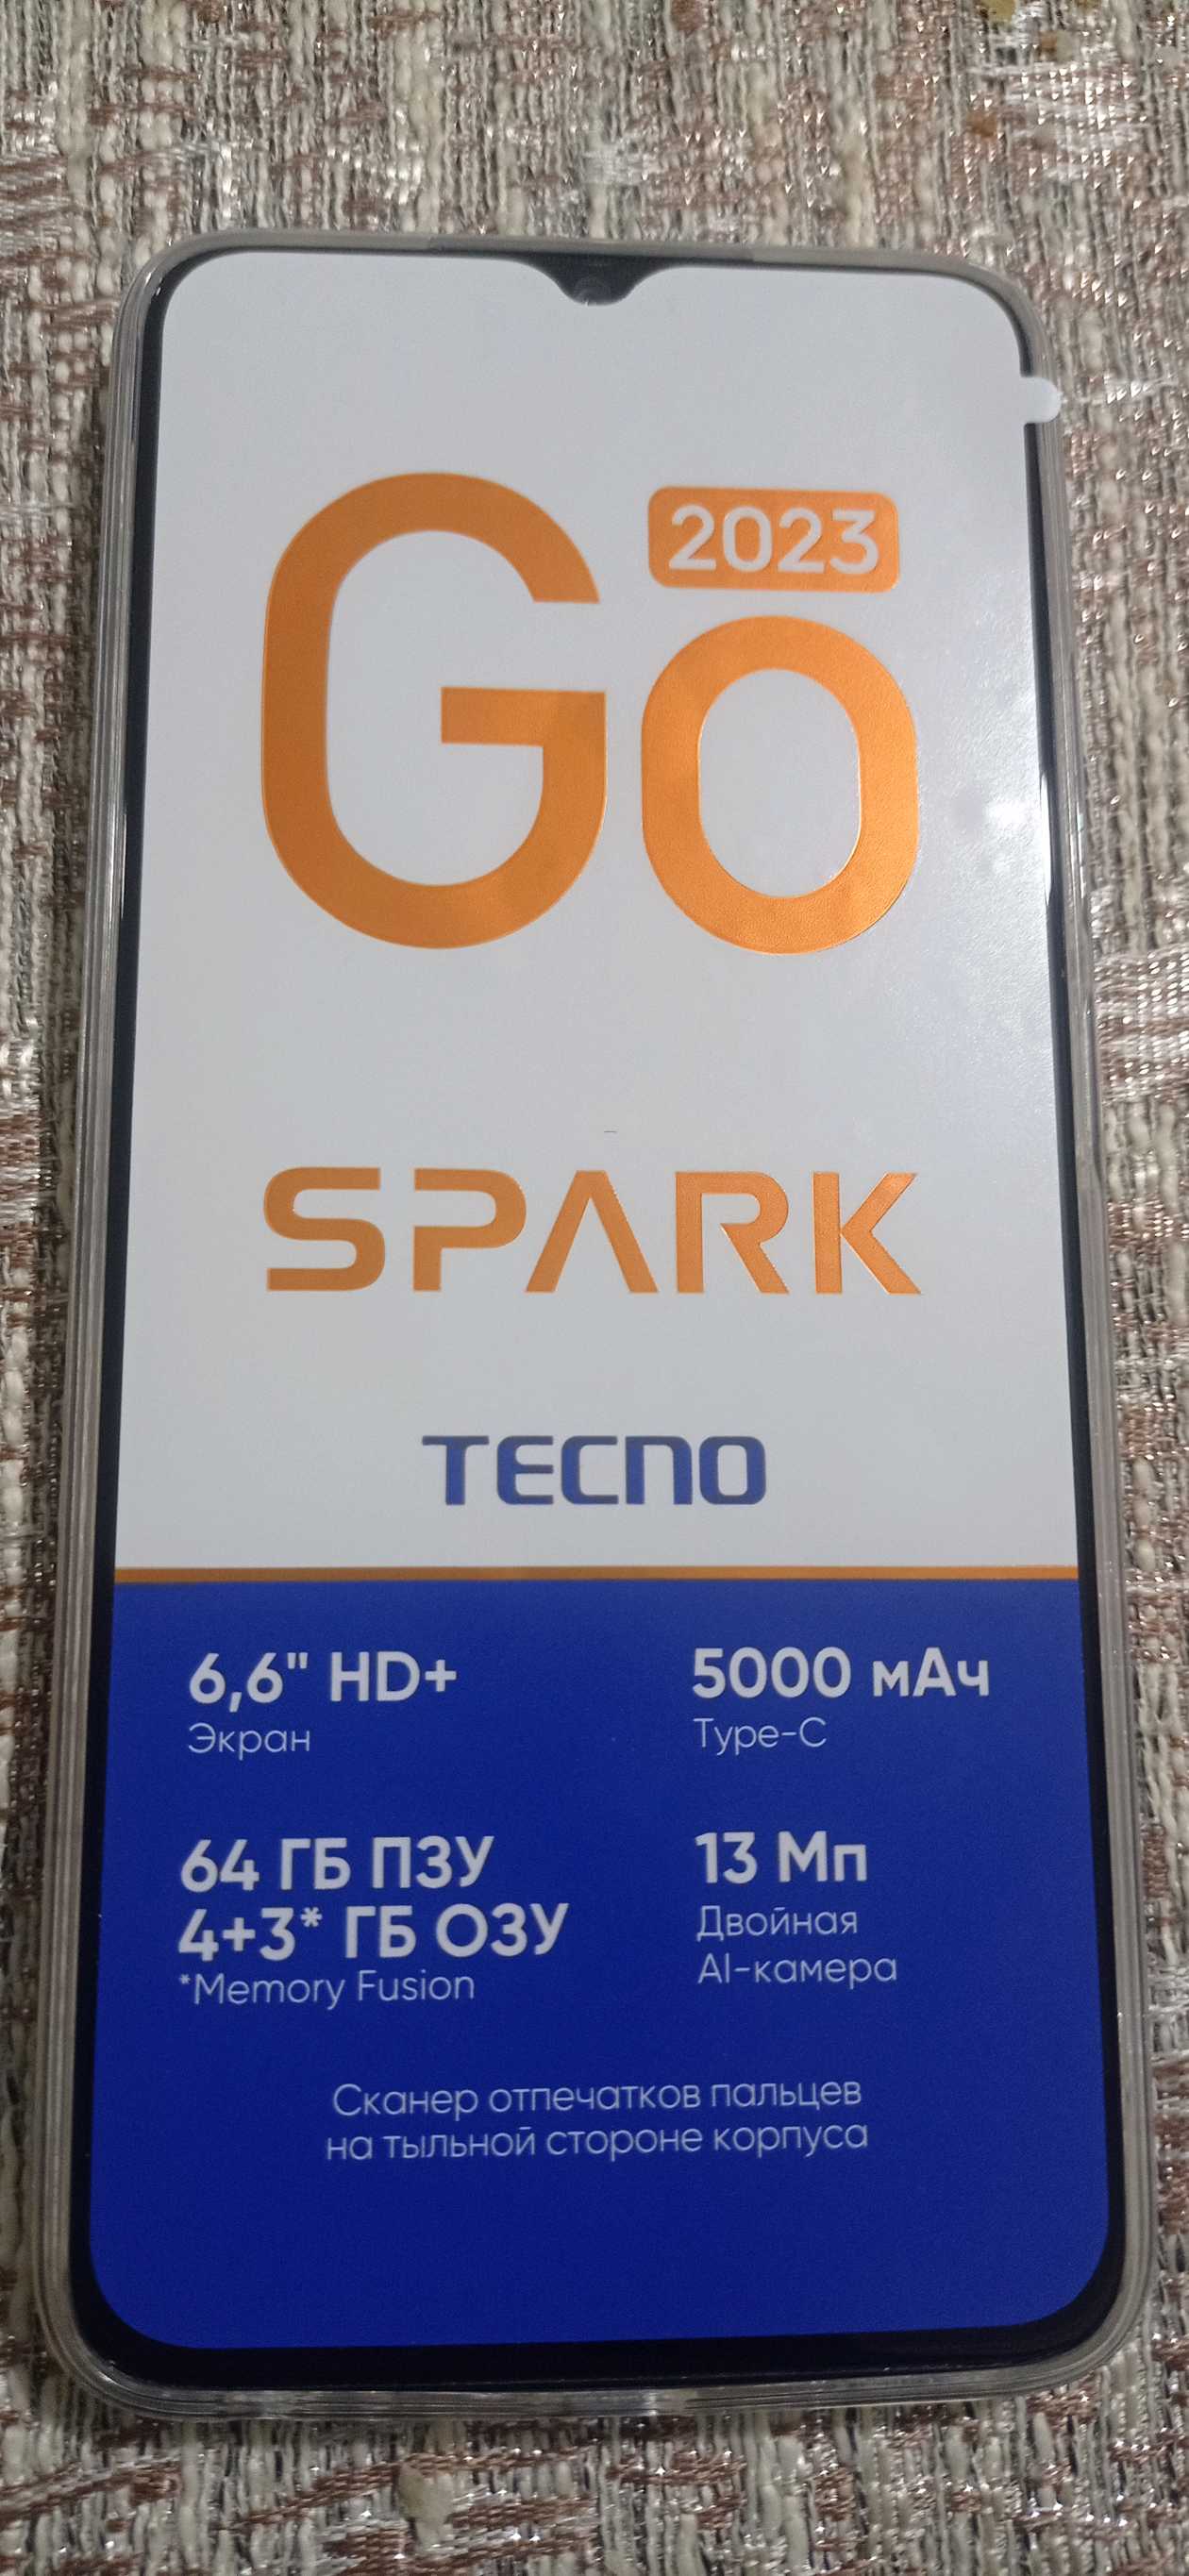 Go 2023
SPARK
TECNO
6,6" HD+
Экран
5000 мАч
Type-C
64 ГБ ПЗУ
4+3* ГБ ОЗУ
*Memory Fusion
13 Мп
Двойная
AI-камера
Сканер отпечатков пальцев
на тыльной стороне корпуса